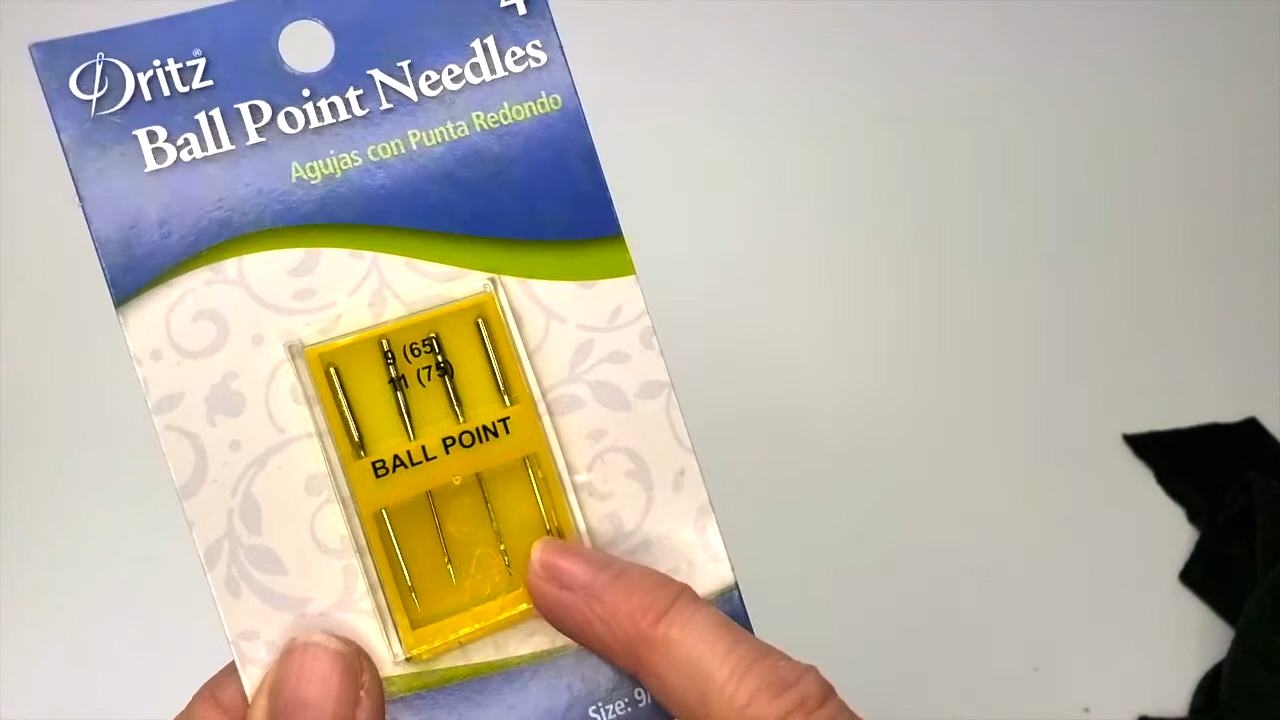 4
Dritz®
Ball Point Needles
Agujas con Punta Redondo
9 (65)
11 (75)
BALL POINT
Size: 9/